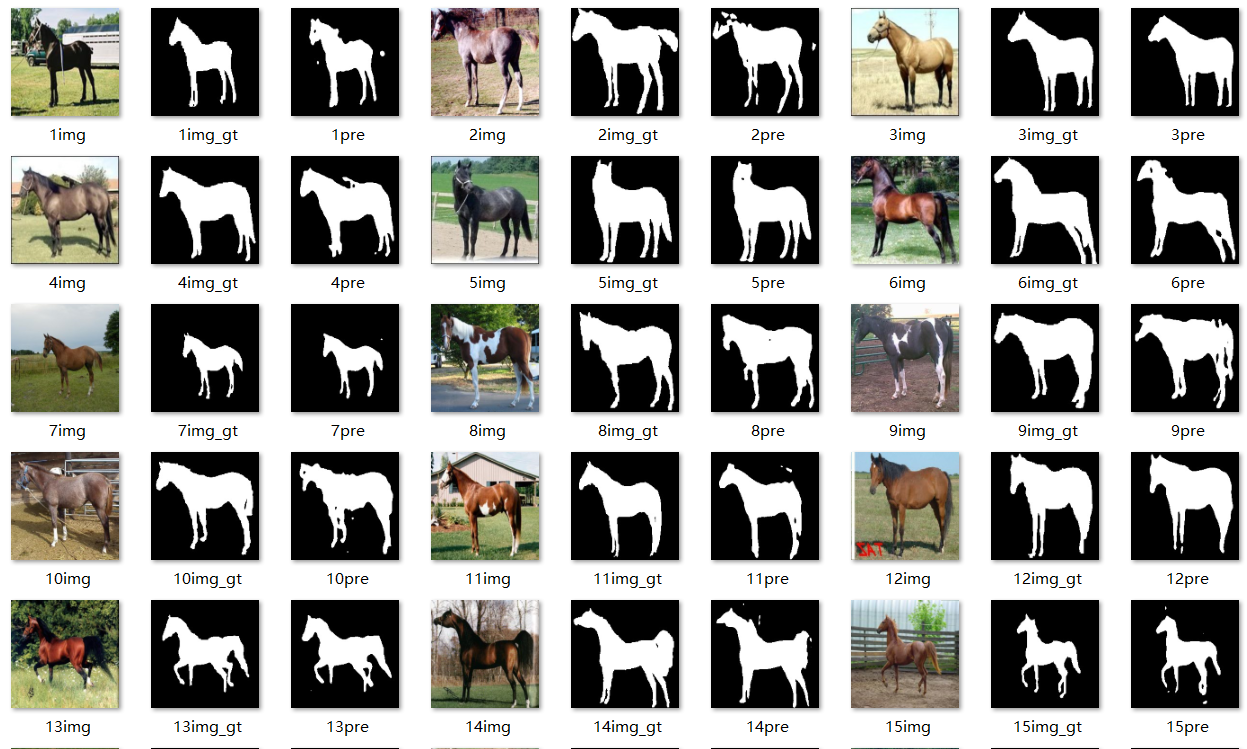 1img 1img_gt 1pre 2img 2img_gt 2pre 3img 3img_gt 3pre
4img 4img_gt 4pre 5img 5img_gt 5pre 6img 6img_gt 6pre
7img 7img_gt 7pre 8img 8img_gt 8pre 9img 9img_gt 9pre
10img 10img_gt 10pre 11img 11img_gt 11pre 12img 12img_gt 12pre
13img 13img_gt 13pre 14img 14img_gt 14pre 15img 15img_gt 15pre